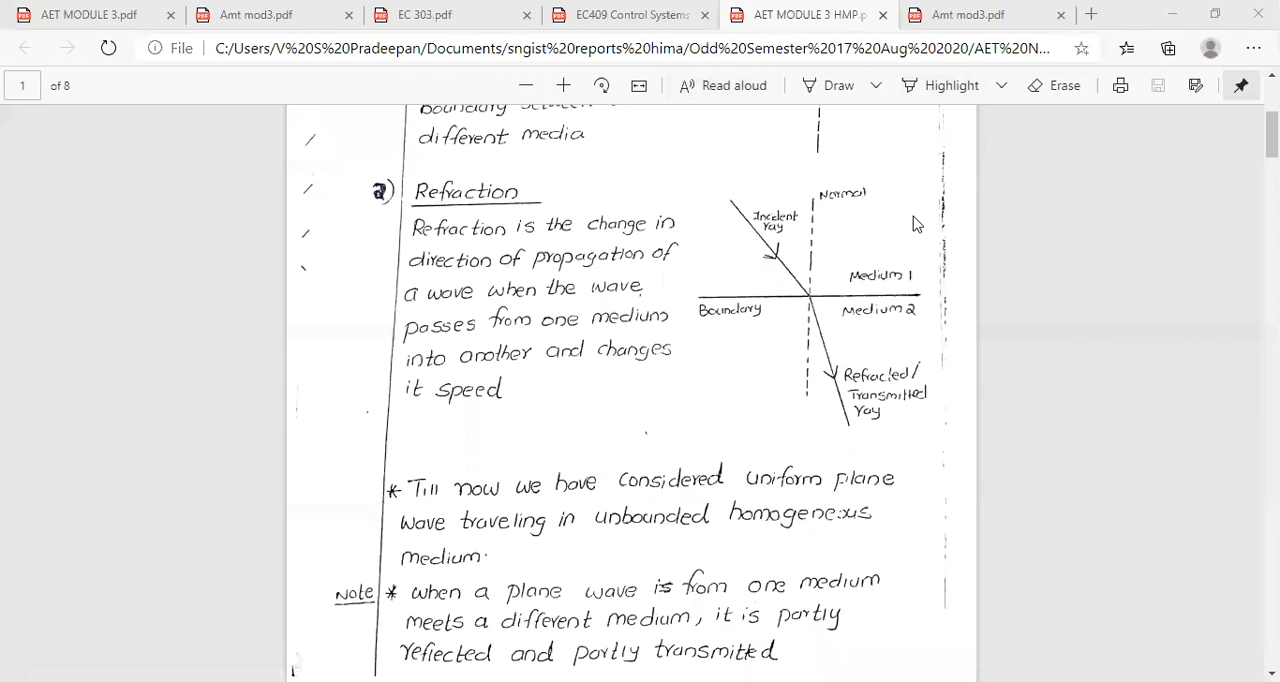 AET MODULE 3.pdf
Amt mod3.pdf
EC 303.pdf
EC409 Control Systems
AET MODULE 3 HMP.p
Amt mod3.pdf
File
C:/Users/V%20S%20Pradeepan/Documents/sngist%20reports%20hima/Odd%20Semester%2017%20Aug%202020/AET%20N...
1 of 8
Read aloud
Draw
Highlight
Erase
boundary between
different media
2) Refraction
Refraction is the change in
direction of propagation of
a wave when the wave
passes from one medium
into another and changes
it speed
Normal
Incident
ray
Medium 1
Boundary
Medium 2
Refracted/
Transmitted
ray
* Till now we have considered uniform plane
wave traveling in unbounded homogeneous
medium.
Note * when a plane wave is from one medium
meets a different medium, it is partly
reflected and partly transmitted